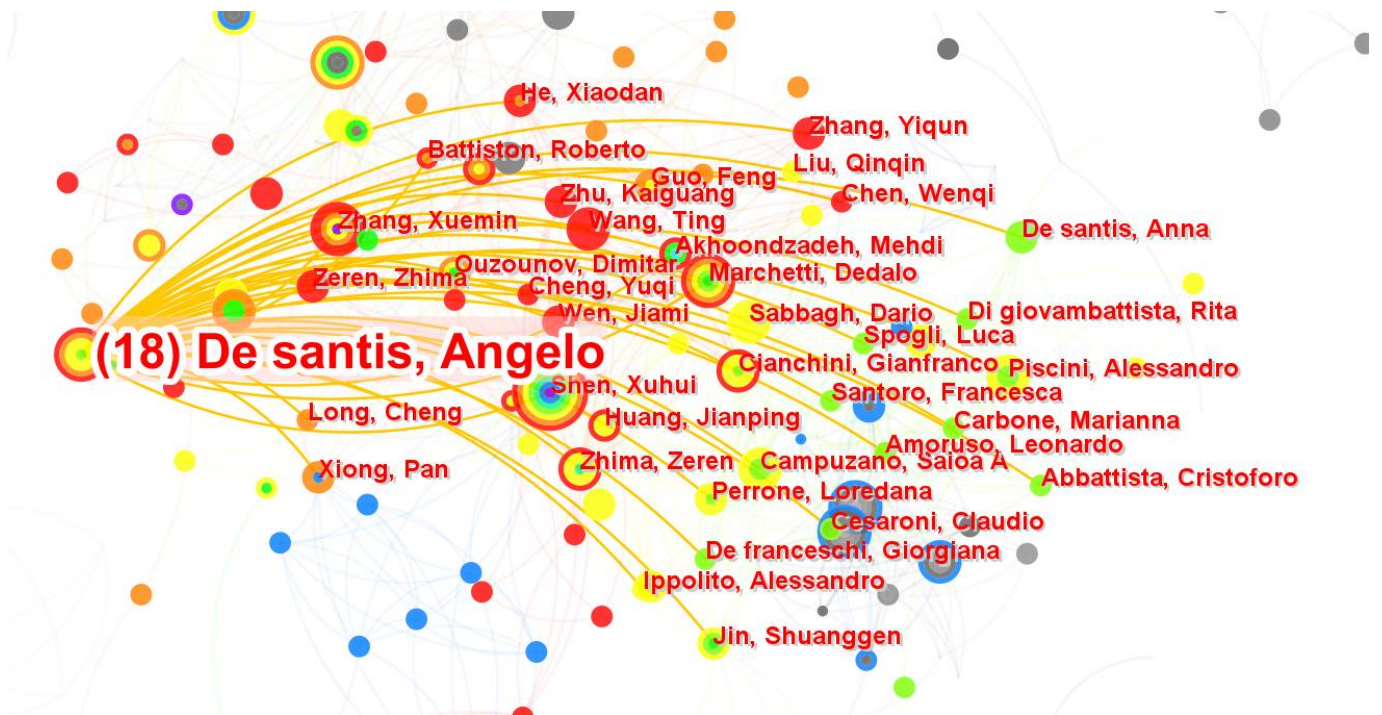 He, Xiaodan
Zhang, Yiqun
Battiston, Roberto
Liu, Qinqin
Guo, Feng
Zhu, Kaiguang
Chen, Wenqi
Zhang, Xuemin
Wang, Ting
De santis, Anna
Akhoondzadeh, Mehdi
Ouzounov, Dimitar
Marchetti, Dedalo
Zeren, Zhima
Cheng, Yuqi
Wen, Jiami
Sabbagh, Dario
Di giovambattista, Rita
Spogli, Luca
(18) De santis, Angelo
Cianchini, Gianfranco
Piscini, Alessandro
Shen, Xuhui
Santoro, Francesca
Long, Cheng
Huang, Jianping
Carbone, Marianna
Amoruso, Leonardo
Xiong, Pan
Zhima, Zeren
Campuzano, Saioa A
Abbattista, Cristoforo
Perrone, Loredana
Cesaroni, Claudio
De franceschi, Giorgiana
Ippolito, Alessandro
Jin, Shuanggen